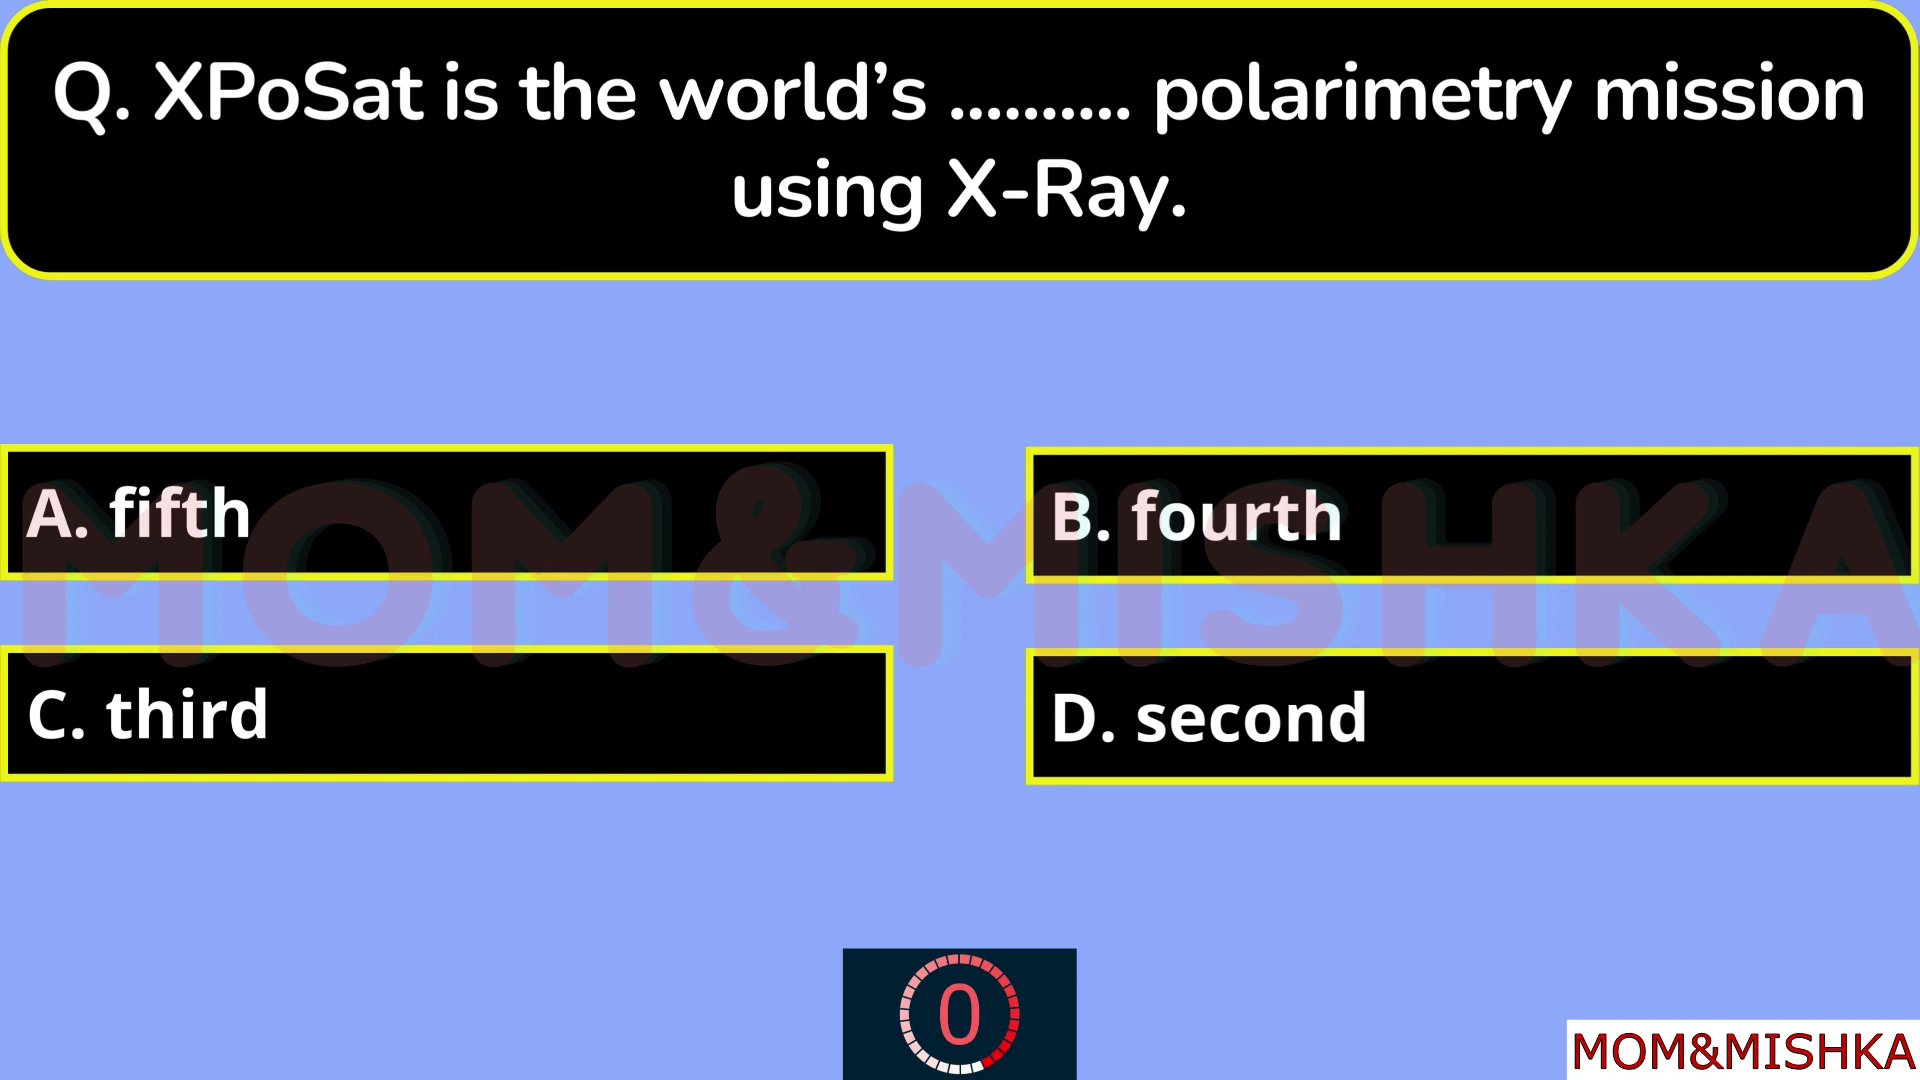 Q. XPoSat is the world’s .......... polarimetry mission
using X-Ray.
A. fifth
B. fourth
MOM&MISHKA
C. third
D. second
0
MOM&MISHKA